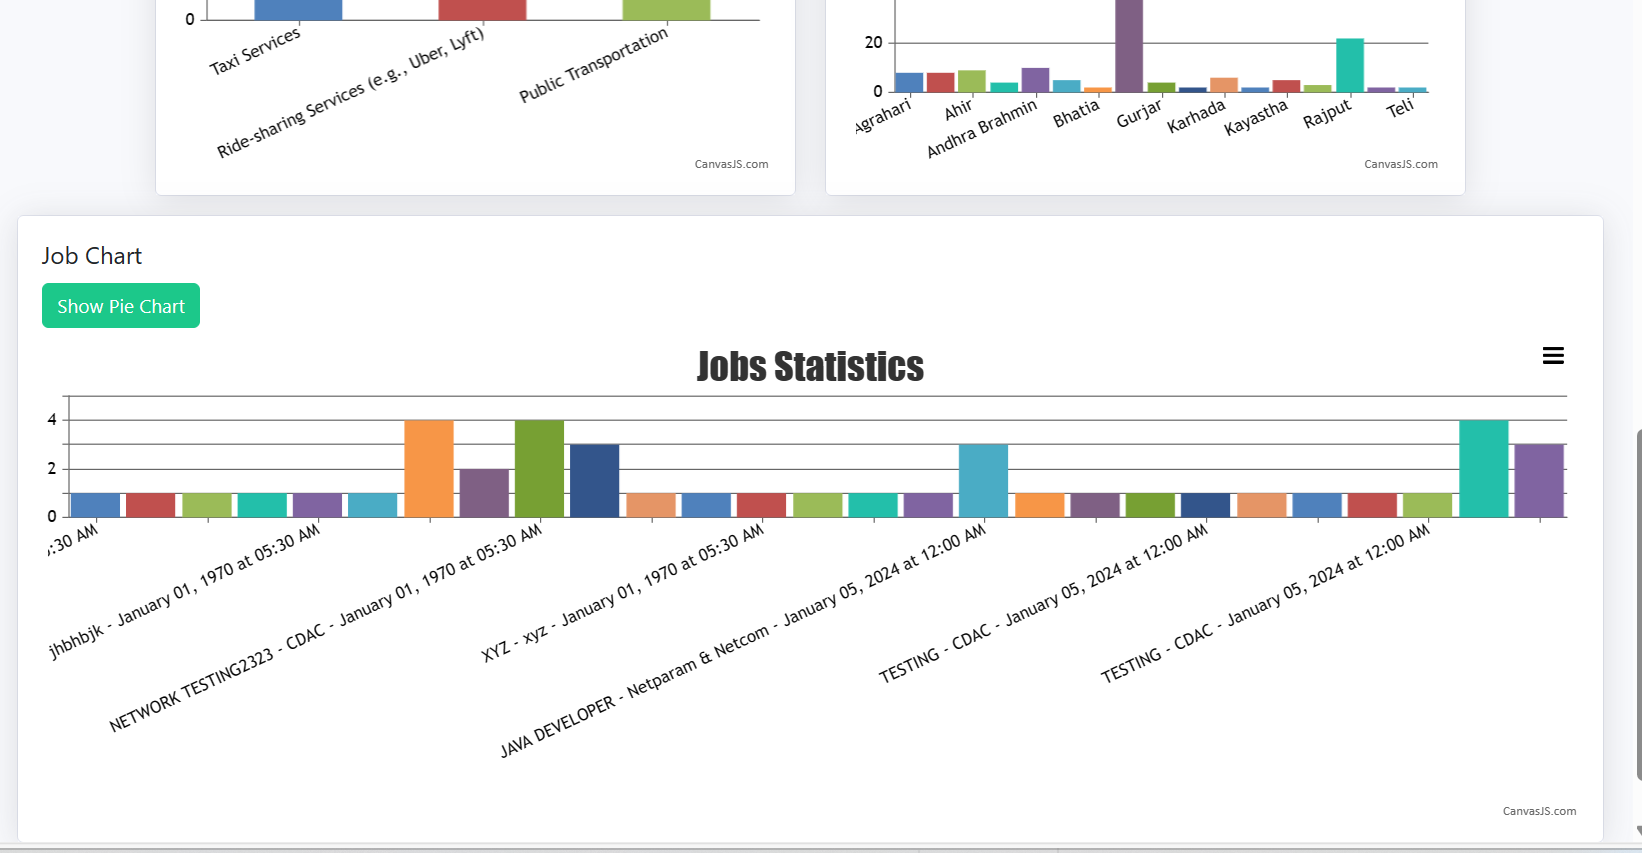 0
Taxi Services
Ride-sharing Services (e.g., Uber, Lyft)
Public Transportation
CanvasJS.com
20
0
Agrahari
Ahir
Andhra Brahmin
Bhatia
Gurjar
Karhada
Kayastha
Rajput
Teli
CanvasJS.com
Job Chart
Show Pie Chart
Jobs Statistics
4
2
0
:30 AM
jhbhbjk - January 01, 1970 at 05:30 AM
NETWORK TESTING2323 - CDAC - January 01, 1970 at 05:30 AM
XYZ - xyz - January 01, 1970 at 05:30 AM
JAVA DEVELOPER - Netparam & Netcom - January 05, 2024 at 12:00 AM
TESTING - CDAC - January 05, 2024 at 12:00 AM
TESTING - CDAC - January 05, 2024 at 12:00 AM
CanvasJS.com